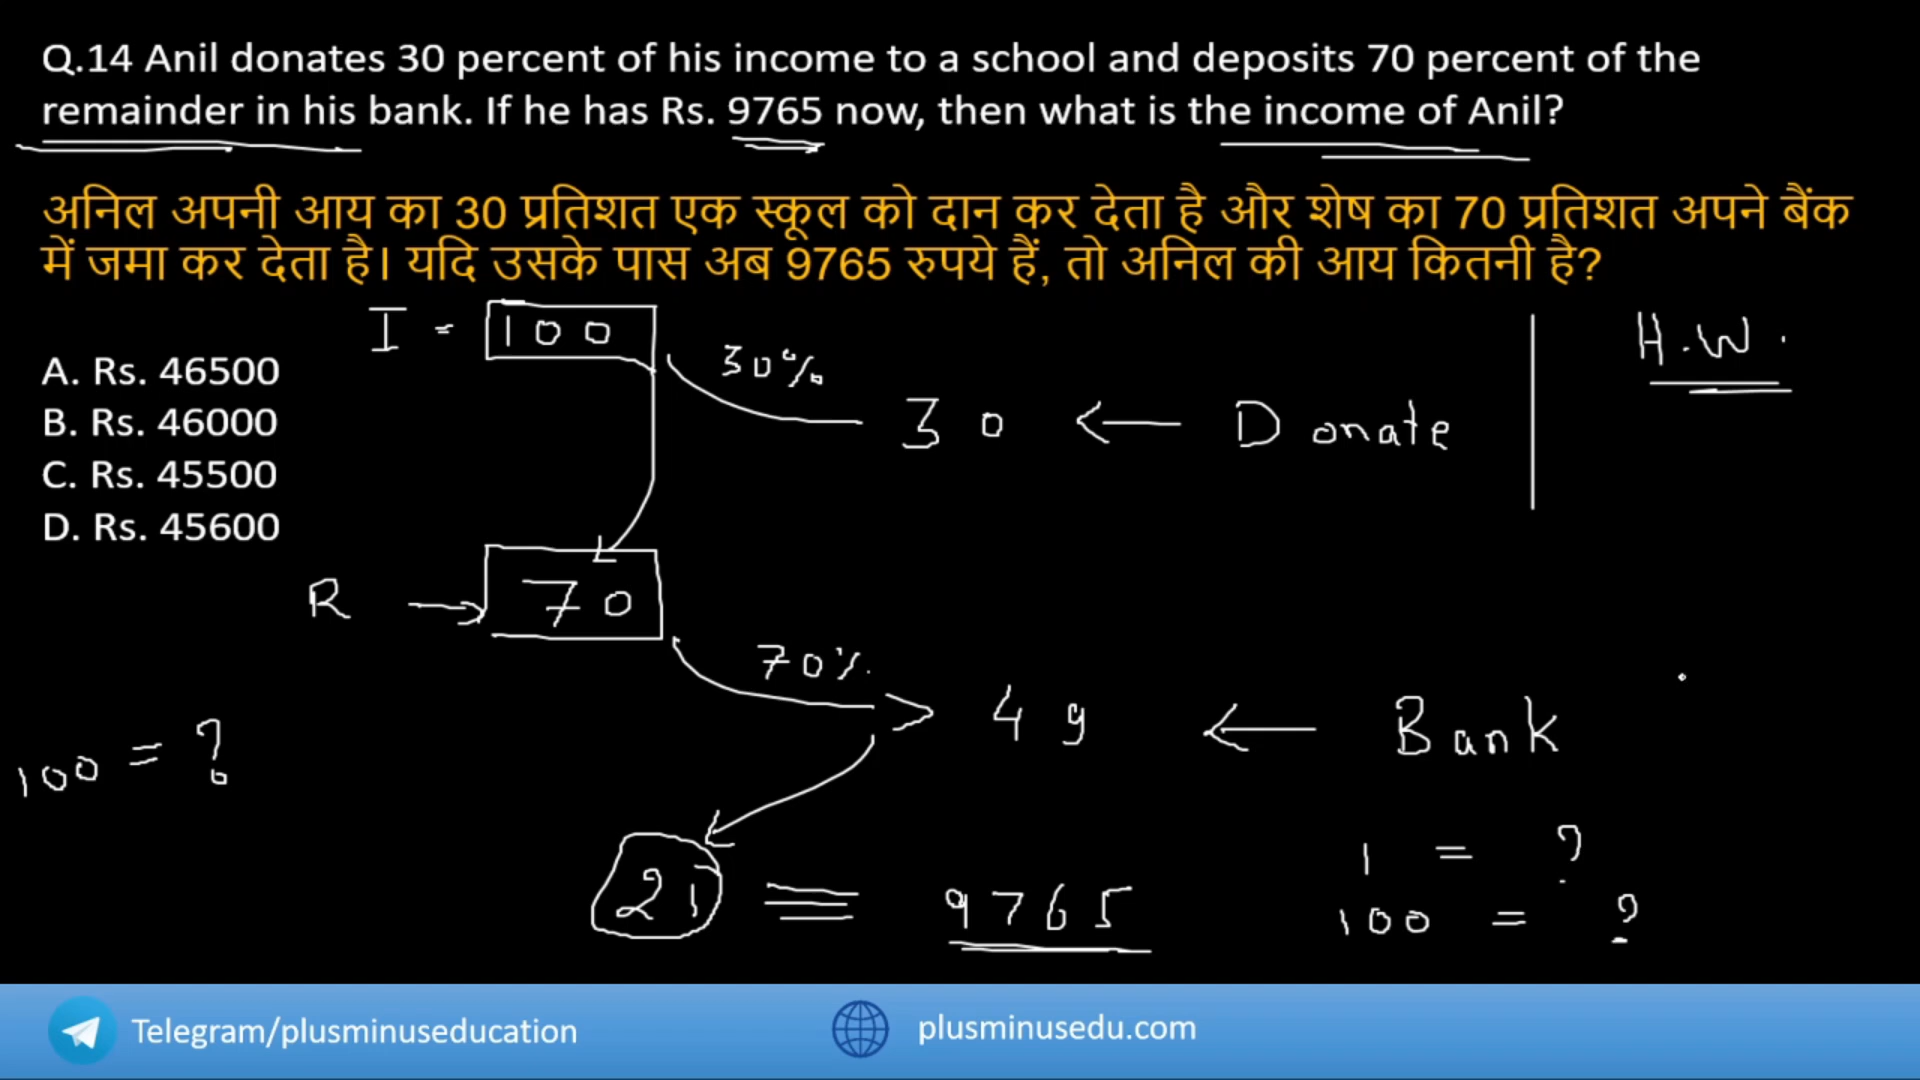 Q.14 Anil donates 30 percent of his income to a school and deposits 70 percent of the
remainder in his bank. If he has Rs. 9765 now, then what is the income of Anil?
अनिल अपनी आय का 30 प्रतिशत एक स्कूल को दान कर देता है और शेष का 70 प्रतिशत अपने बैंक
में जमा कर देता है। यदि उसके पास अब 9765 रुपये हैं, तो अनिल की आय कितनी है?
I = 100
H.W.
A. Rs. 46500
B. Rs. 46000
C. Rs. 45500
D. Rs. 45600
30%
30 ← Donate
R → 70
70%
49 ← Bank
100 = ?
21 = 9765
1 = ?
100 = ?
Telegram/plusminuseducation
plusminusedu.com